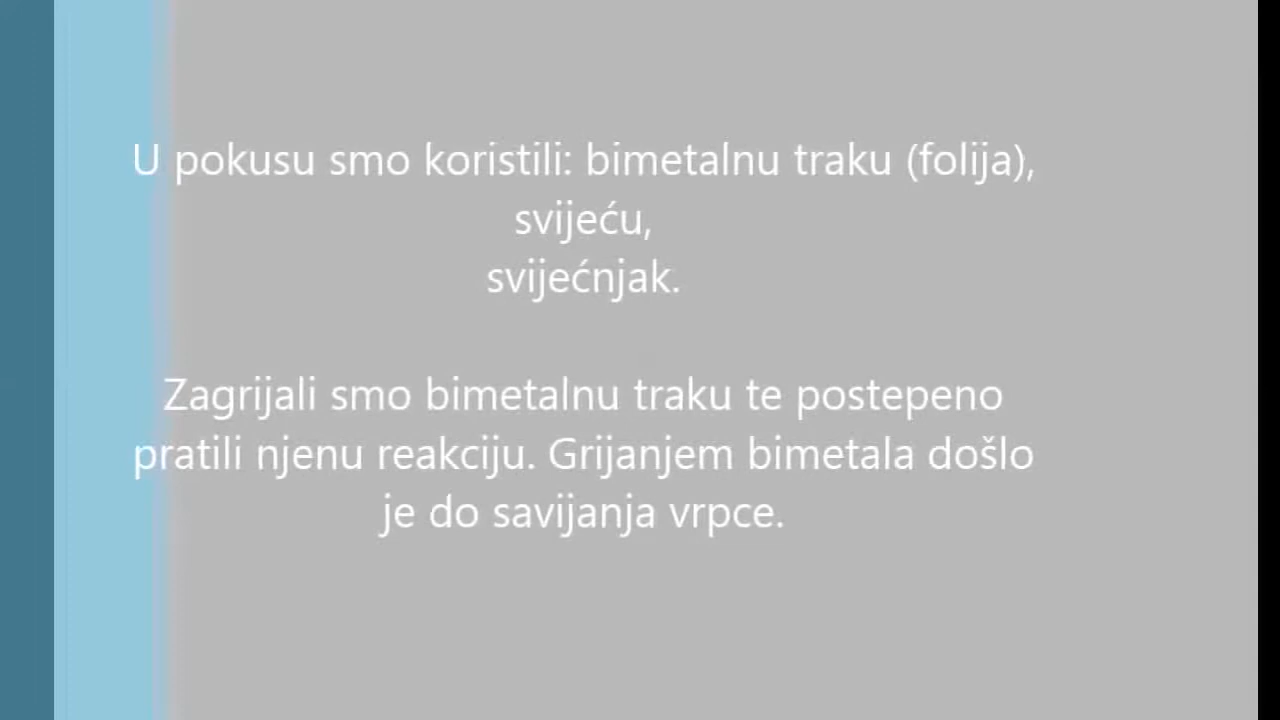 U pokusu smo koristili: bimetalnu traku (folija),
svijeću,
svijećnjak.
Zagrijali smo bimetalnu traku te postepeno
pratili njenu reakciju. Grijanjem bimetala došlo
je do savijanja vrpce.